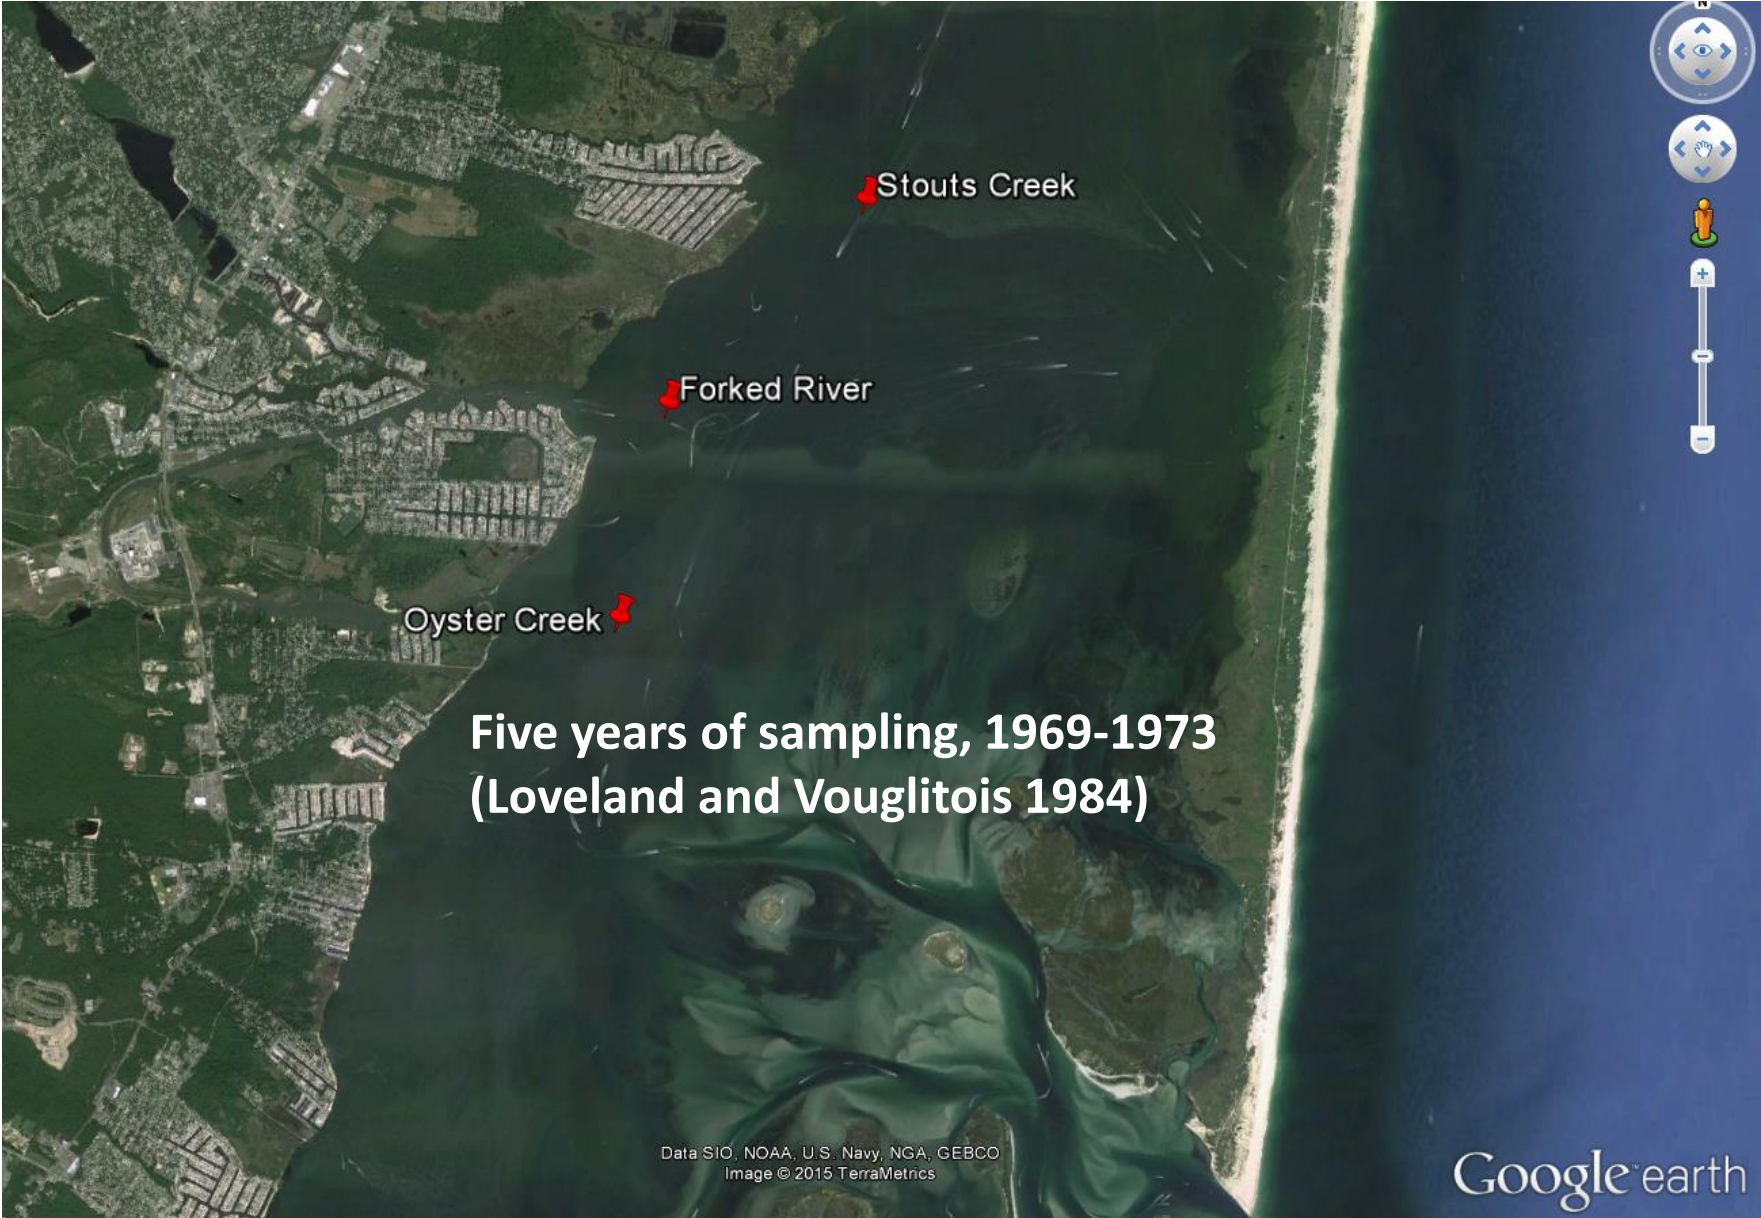 N
Stouts Creek
Forked River
Oyster Creek
Five years of sampling, 1969-1973
(Loveland and Vouglitois 1984)
Data SIO, NOAA, U.S. Navy, NGA, GEBCO
Image © 2015 TerraMetrics
Google earth